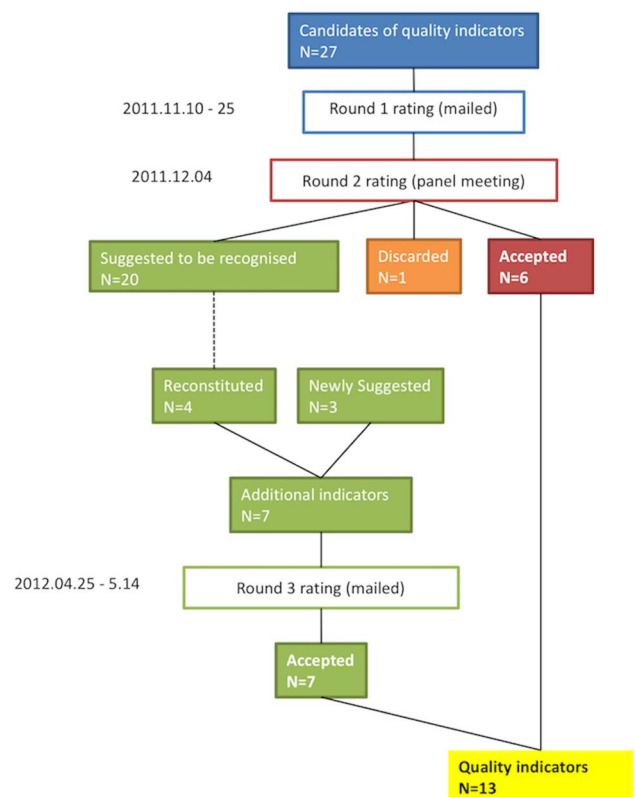 Candidates of quality indicators
N=27
2011.11.10 - 25
Round 1 rating (mailed)
2011.12.04
Round 2 rating (panel meeting)
Suggested to be recognised
N=20
Discarded
N=1
Accepted
N=6
Reconstituted
N=4
Newly Suggested
N=3
Additional indicators
N=7
2012.04.25 - 5.14
Round 3 rating (mailed)
Accepted
N=7
Quality indicators
N=13